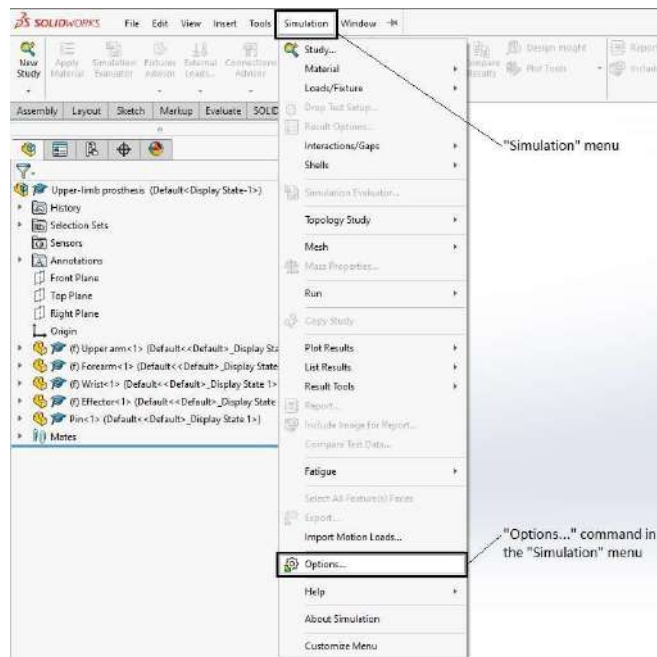 SOLIDWORKS File Edit View Insert Tools Simulation Window
New Study
Apply Material
Simulation Evaluator
Fixtures Advisor
External Loads...
Connections Advisor
Compare Results
Design Insight
Plot Tools
Report
Include
Assembly Layout Sketch Markup Evaluate SOLID
Upper-limb prosthesis (Default<Display State-1>)
History
Selection Sets
Sensors
Annotations
Front Plane
Top Plane
Right Plane
Origin
(f) Upper arm<1> (Default<<Default>_Display Sta
(f) Forearm<1> (Default<<Default>_Display State
(f) Wrist<1> (Default<<Default>_Display State 1>
(f) Effector<1> (Default<<Default>_Display State
Pin<1> (Default<<Default>_Display State 1>)
Mates
Study...
Material
Loads/Fixture
Drop Test Setup...
Result Options...
Interactions/Gaps
Shells
Simulation Evaluator...
Topology Study
Mesh
Mass Properties...
Run
Copy Study
Plot Results
List Results
Result Tools
Report...
Include Image for Report...
Compare Test Data...
Fatigue
Select All Feature(s) Faces
Export...
Import Motion Loads...
Options...
Help
About Simulation
Customize Menu
"Simulation" menu
"Options..." command in
the "Simulation" menu